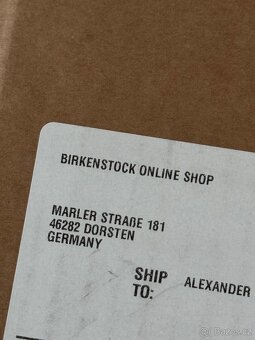 BIRKENSTOCK ONLINE SHOP
MARLER STRAßE 181
46282 DORSTEN
GERMANY
SHIP
TO:
ALEXANDER